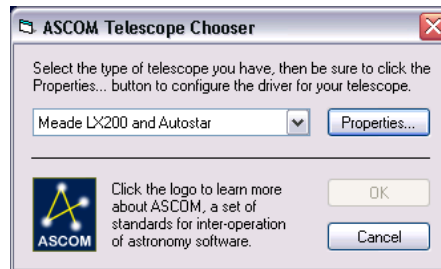 ASCOM Telescope Chooser
Select the type of telescope you have, then be sure to click the
Properties... button to configure the driver for your telescope.
Meade LX200 and Autostar
Properties...
Click the logo to learn more
about ASCOM, a set of
standards for inter-operation
of astronomy software.
ASCOM
OK
Cancel